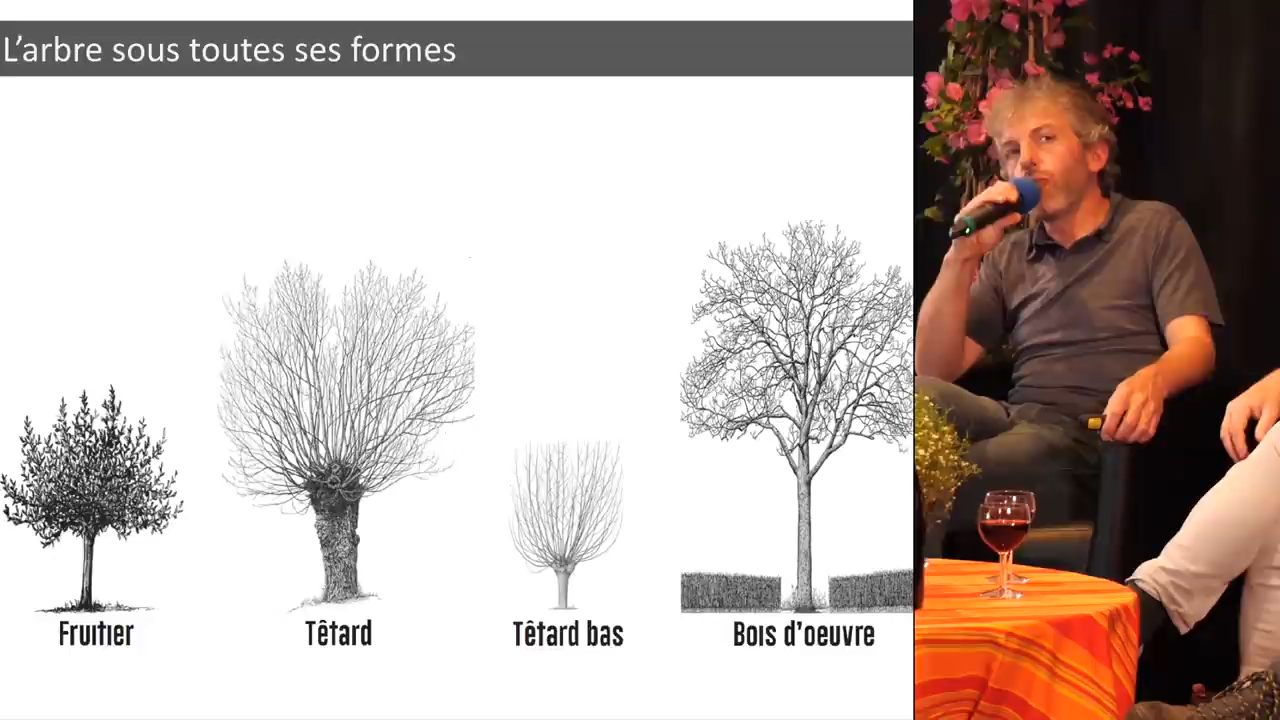 L'arbre sous toutes ses formes
Fruitier
Têtard
Têtard bas
Bois d'oeuvre